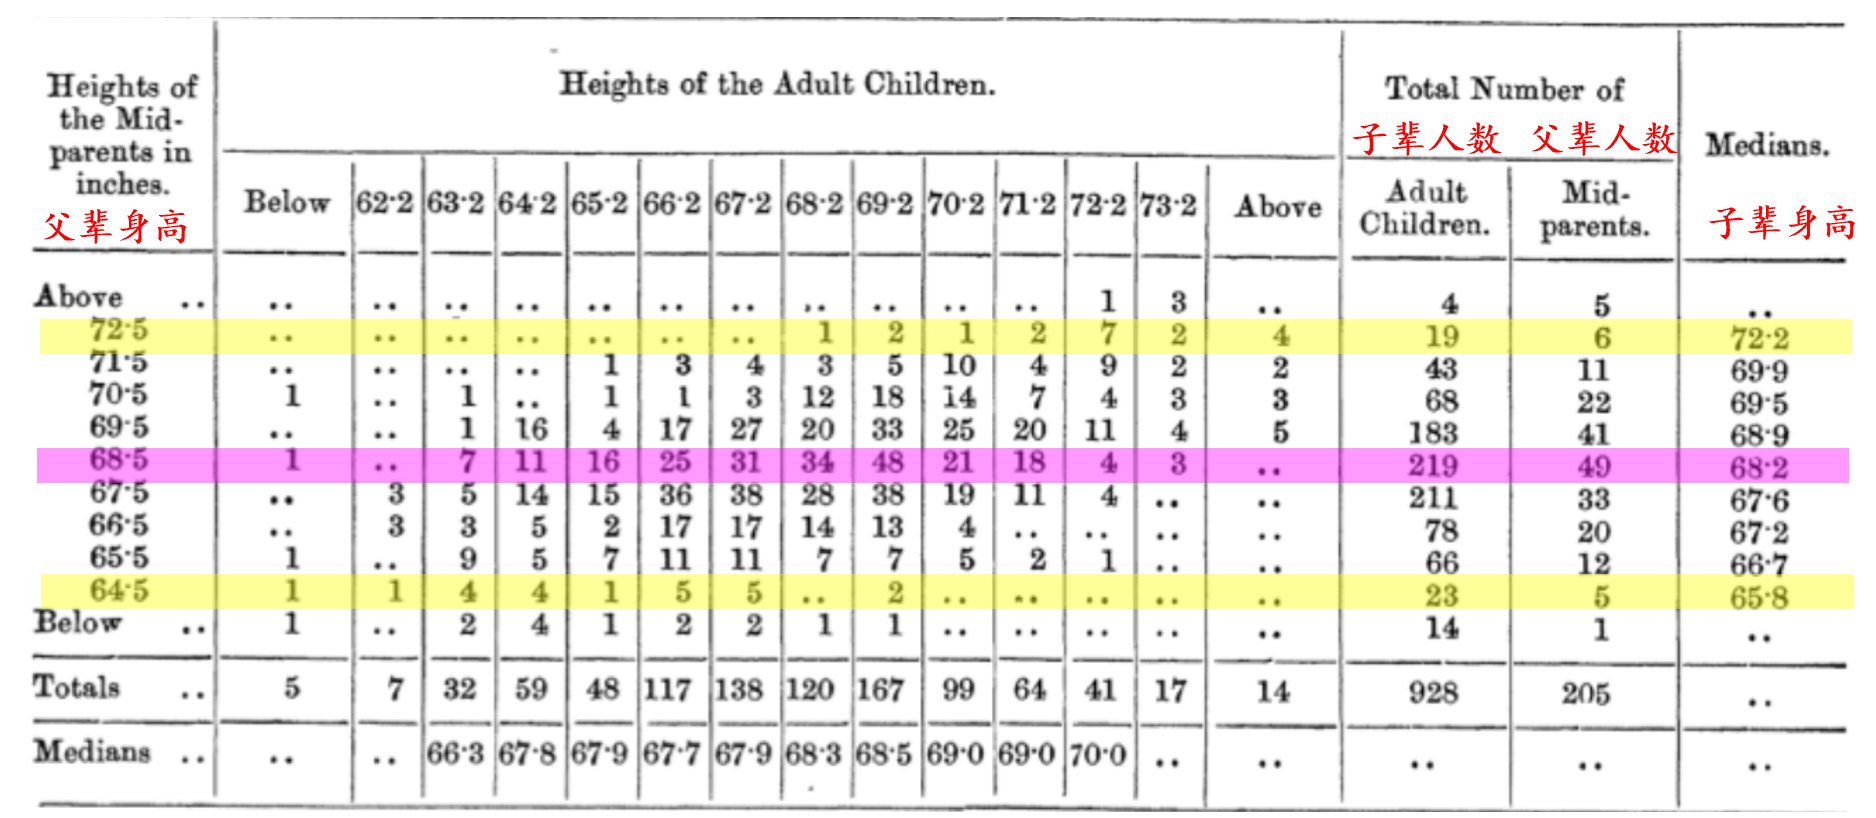 Heights of the Mid-parents in inches.
父辈身高
Heights of the Adult Children.
Total Number of
子辈人数 父辈人数
Medians.
子辈身高
Below 62·2 63·2 64·2 65·2 66·2 67·2 68·2 69·2 70·2 71·2 72·2 73·2 Above
Adult Children.
Mid-parents.
Above .. .. .. .. .. .. .. .. .. .. .. .. 1 3 .. 4 5 ..
72·5 .. .. .. .. .. .. .. 1 2 1 2 7 2 4 19 6 72·2
71·5 .. .. .. .. 1 3 4 3 5 10 4 9 2 2 43 11 69·9
70·5 1 .. 1 .. 1 1 3 12 18 14 7 4 3 3 68 22 69·5
69·5 .. .. 1 16 4 17 27 20 33 25 20 11 4 5 183 41 68·9
68·5 1 .. 7 11 16 25 31 34 48 21 18 4 3 .. 219 49 68·2
67·5 .. 3 5 14 15 36 38 28 38 19 11 4 .. .. 211 33 67·6
66·5 .. 3 3 5 2 17 17 14 13 4 .. .. .. .. 78 20 67·2
65·5 1 .. 9 5 7 11 11 7 7 5 2 1 .. .. 66 12 66·7
64·5 1 1 4 4 1 5 5 .. 2 .. .. .. .. .. 23 5 65·8
Below .. 1 .. 2 4 1 2 2 1 1 .. .. .. .. .. 14 1 ..
Totals .. 5 7 32 59 48 117 138 120 167 99 64 41 17 14 928 205 ..
Medians .. .. .. 66·3 67·8 67·9 67·7 67·9 68·3 68·5 69·0 69·0 70·0 .. .. .. .. ..